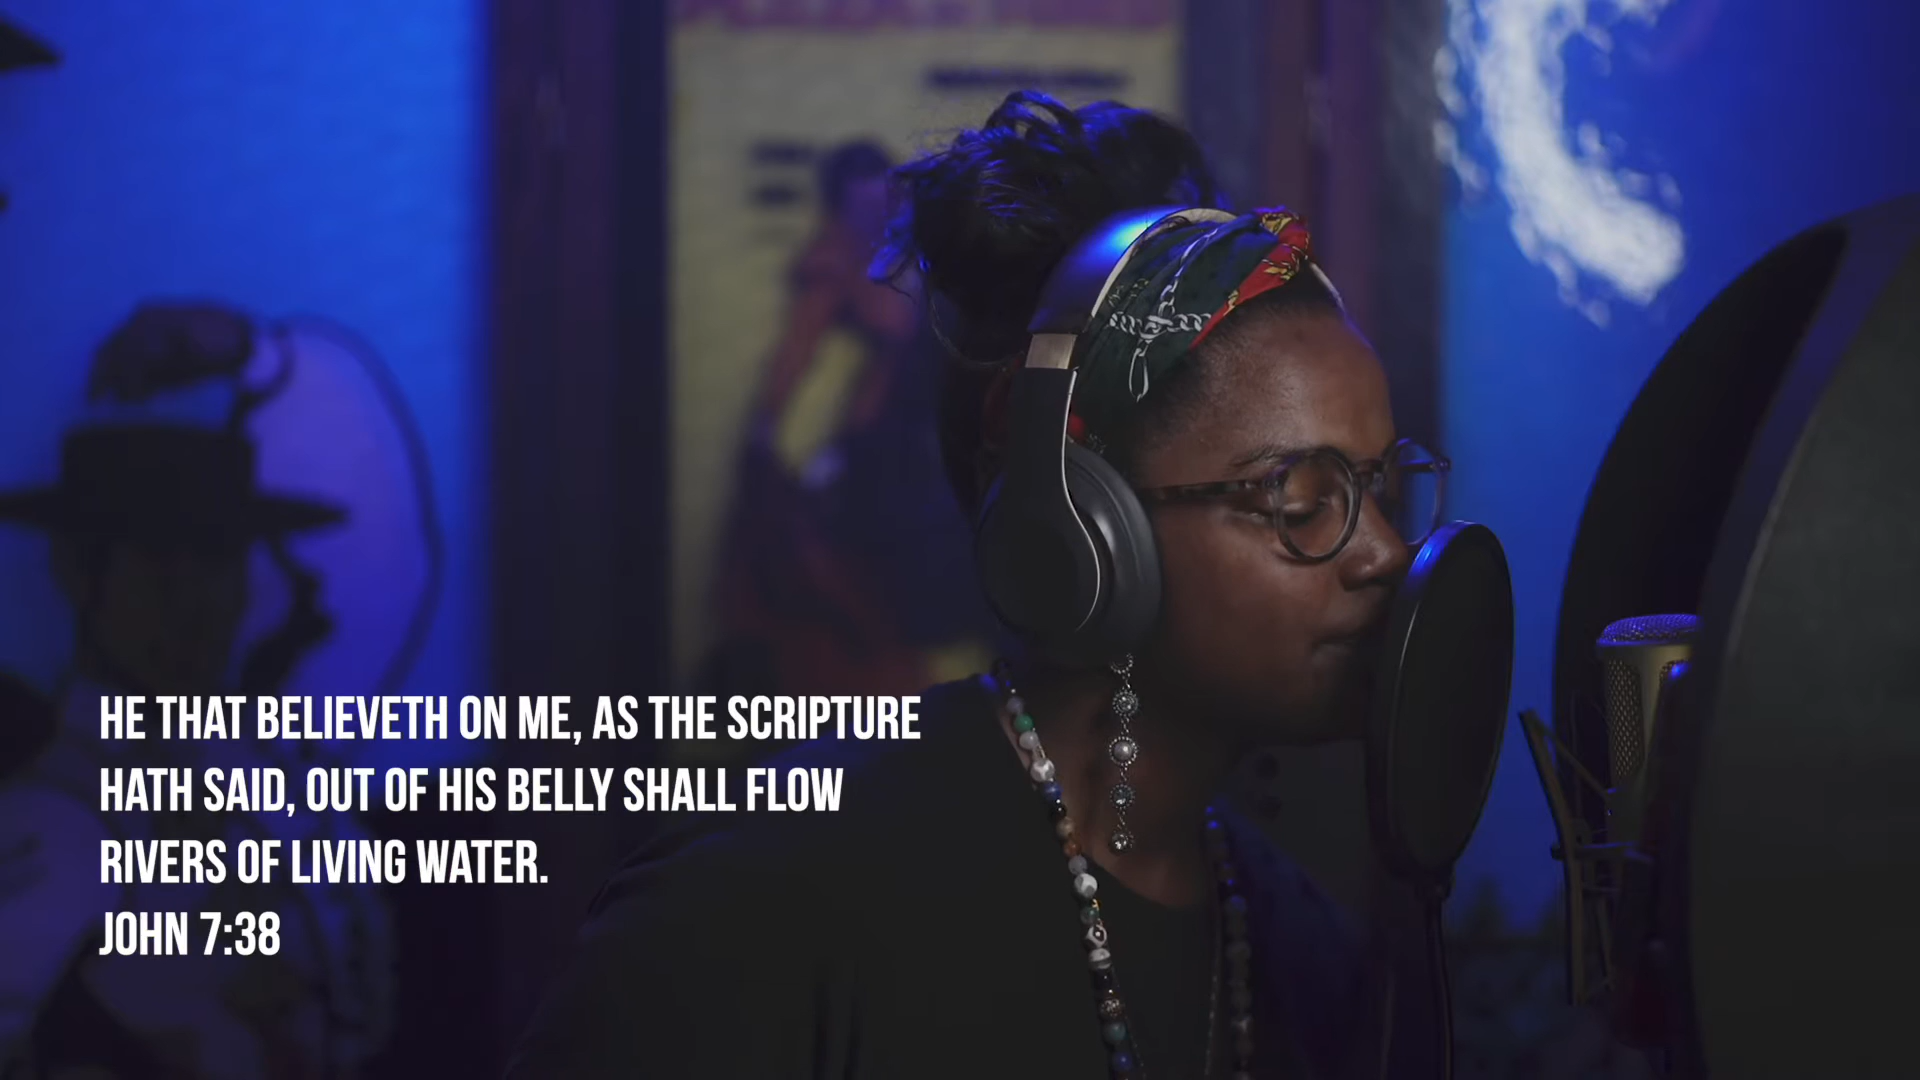 HE THAT BELIEVETH ON ME, AS THE SCRIPTURE
HATH SAID, OUT OF HIS BELLY SHALL FLOW
RIVERS OF LIVING WATER.
JOHN 7:38